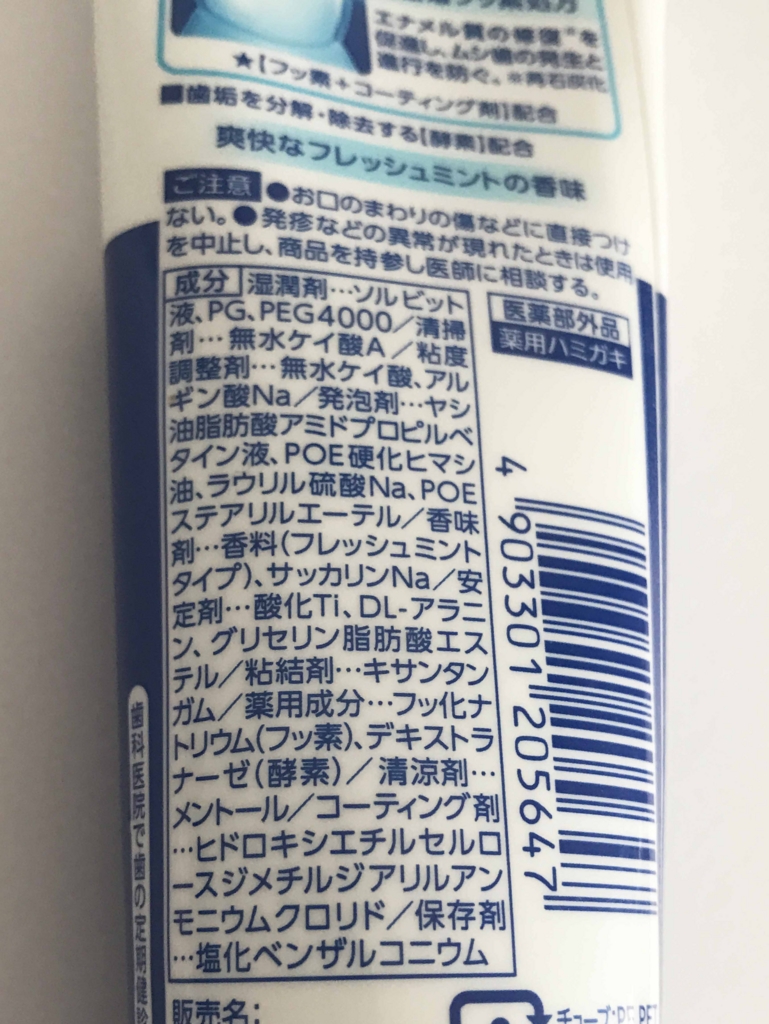 エナメル質の修復※を
促進し、ムシ歯の発生と
進行を防ぐ。※再石灰化
★[フッ素+コーティング剤]配合
■歯垢を分解・除去する[酵素]配合
爽快なフレッシュミントの香味
ご注意 ●お口のまわりの傷などに直接つけ
ない。●発疹などの異常が現れたときは使用
を中止し、商品を持参し医師に相談する。
成分 湿潤剤…ソルビット
液、PG、PEG4000/清掃
剤…無水ケイ酸A/粘度
調整剤…無水ケイ酸、アル
ギン酸Na/発泡剤…ヤシ
油脂肪酸アミドプロピルベ
タイン液、POE硬化ヒマシ
油、ラウリル硫酸Na、POE
ステアリルエーテル/香味
剤…香料(フレッシュミント
タイプ)、サッカリンNa/安
定剤…酸化Ti、DL-アラニ
ン、グリセリン脂肪酸エス
テル/粘結剤…キサンタン
ガム/薬用成分…フッ化ナ
トリウム(フッ素)、デキストラ
ナーゼ(酵素)/清涼剤…
メントール/コーティング剤
…ヒドロキシエチルセルロ
ースジメチルジアリルアン
モニウムクロリド/保存剤
…塩化ベンザルコニウム
医薬部外品
薬用ハミガキ
4 903301 205647
歯科医院で歯の定期健診
販売名:
チューブ:PE,PET